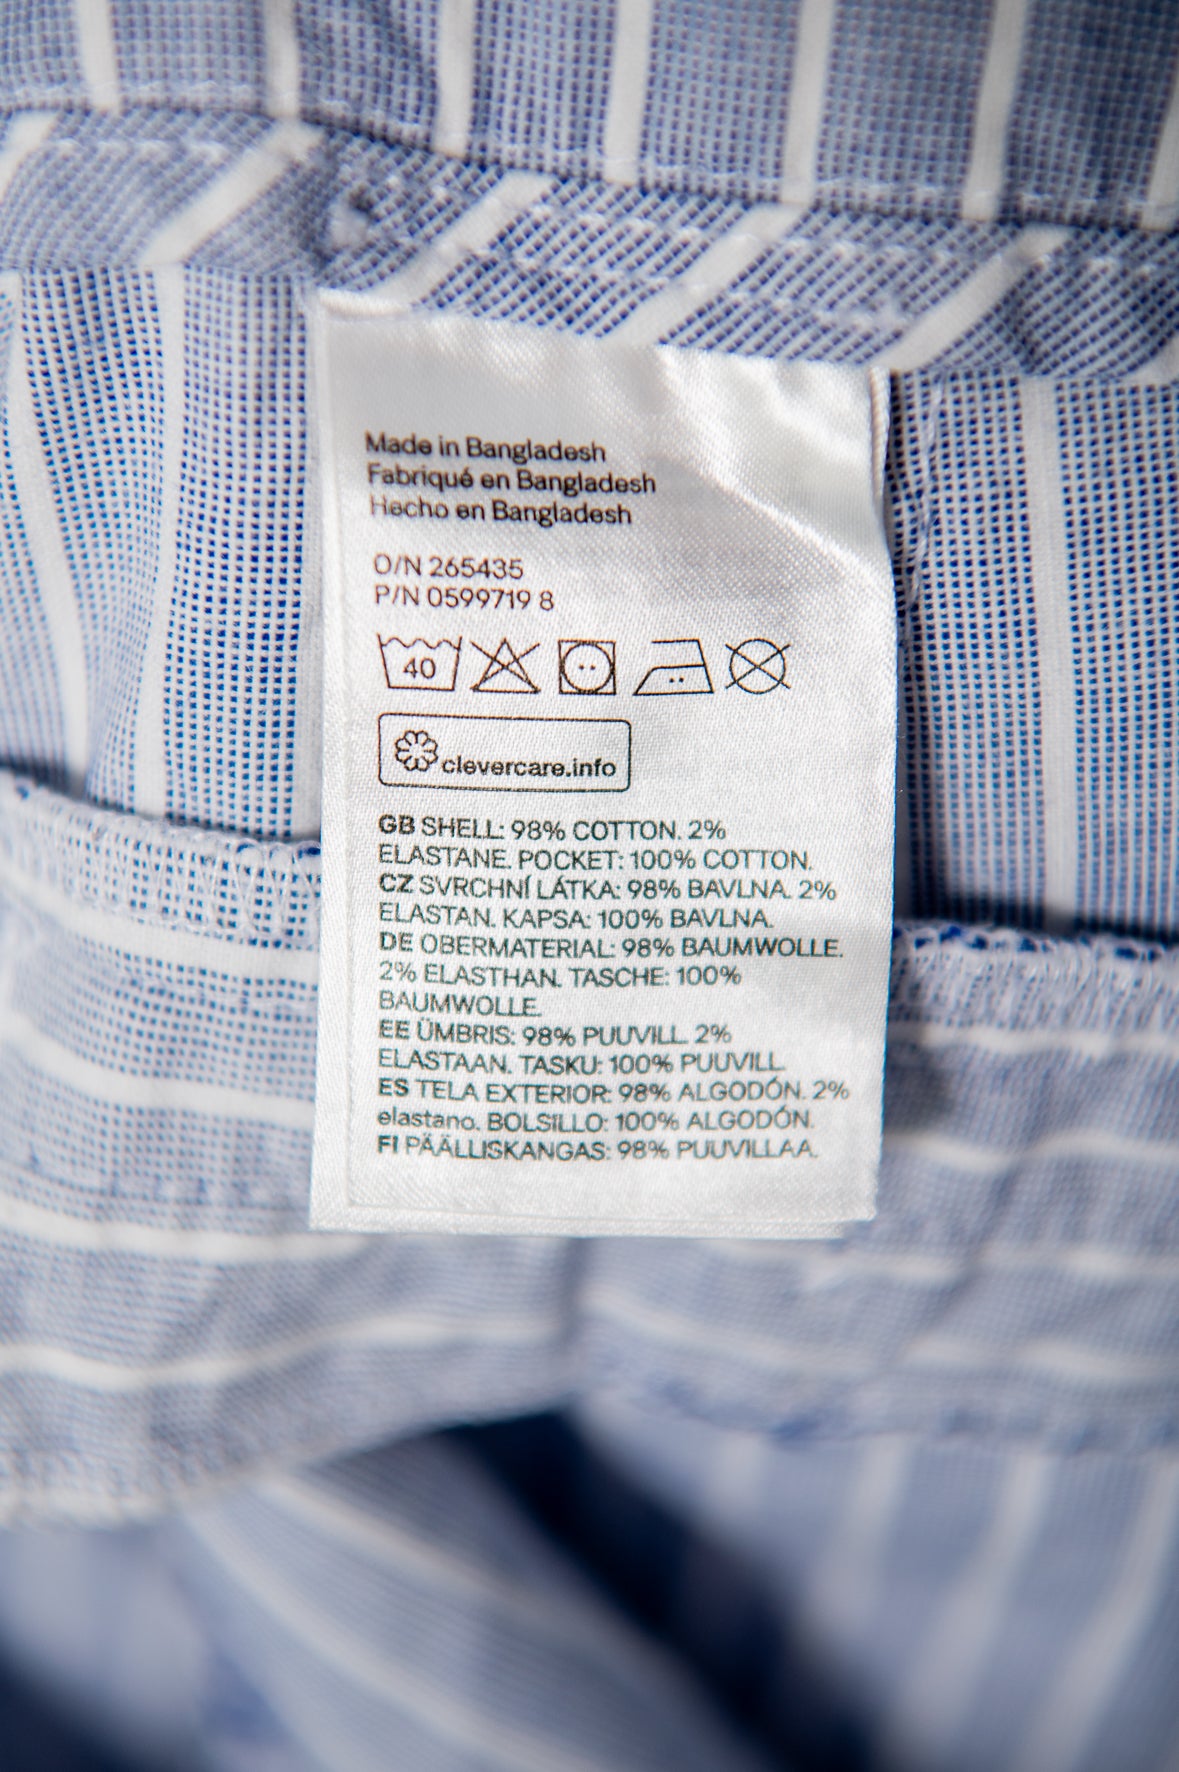 Made in Bangladesh
Fabriqué en Bangladesh
Hecho en Bangladesh
O/N 265435
P/N 0599719 8
40
clevercare.info
GB SHELL: 98% COTTON. 2%
ELASTANE. POCKET: 100% COTTON.
CZ SVRCHNÍ LÁTKA: 98% BAVLNA. 2%
ELASTAN. KAPSA: 100% BAVLNA.
DE OBERMATERIAL: 98% BAUMWOLLE.
2% ELASTHAN. TASCHE: 100%
BAUMWOLLE.
EE ÜMBRIS: 98% PUUVILL. 2%
ELASTAAN. TASKU: 100% PUUVILL
ES TELA EXTERIOR: 98% ALGODÓN. 2%
elastano. BOLSILLO: 100% ALGODÓN.
FI PÄÄLLISKANGAS: 98% PUUVILLAA.